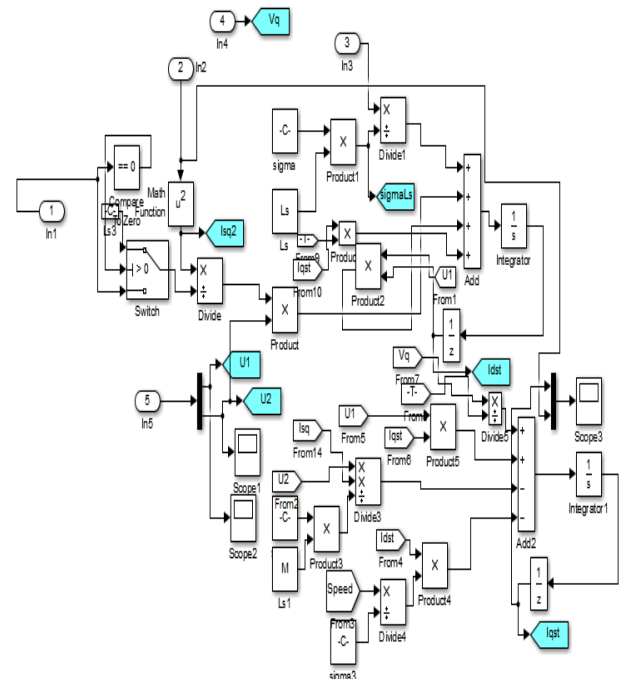 4
In4
Vq
3
In3
2
In2
-C-
sigma
X
Product1
X
÷
Divide1
== 0
Compare
To Zero
Math
Function
u²
1
In1
-C-
Ls3
Isq2
sigmaLs
+
+
+
+
Add
1
s
Integrator
Ls
Ls
-T-
From9
X
Produc
Iqst
From10
X
Product2
U1
From1
> 0
Switch
X
÷
Divide
X
Product
1
z
5
In5
U1
U2
Vq
From7
Idst
-T-
From
X
÷
Divide5
Scope3
U1
From5
Iqst
From6
X
Product5
Isq
From14
Scope1
Scope2
U2
From2
X
X
÷
Divide3
+
+
−
−
Add2
1
s
Integrator1
-C-
M
Ls1
X
Product3
Idst
From4
X
Product4
Speed
From3
X
÷
Divide4
1
z
-C-
sigma3
Iqst